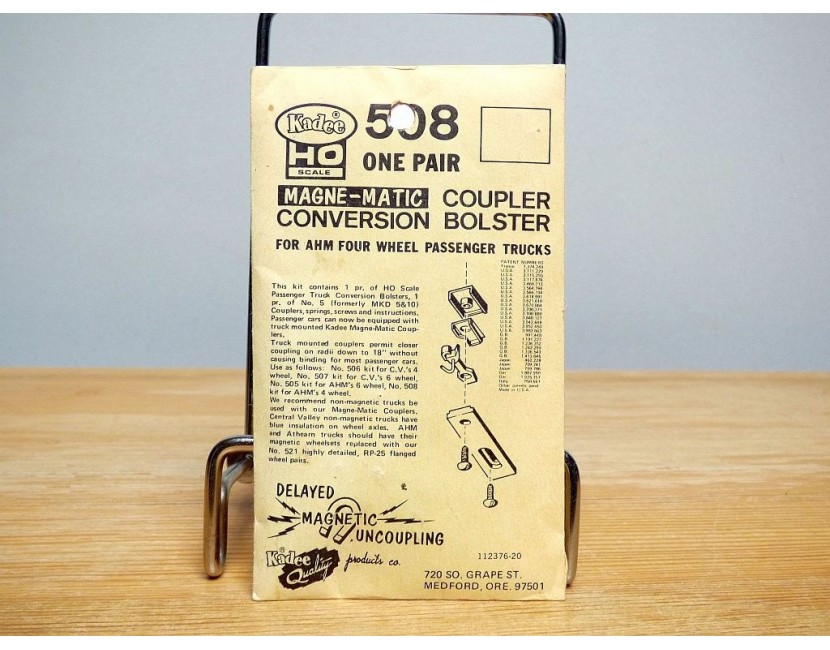 Kadee®
HO
SCALE
508
ONE PAIR
MAGNE-MATIC COUPLER
CONVERSION BOLSTER
FOR AHM FOUR WHEEL PASSENGER TRUCKS
This kit contains 1 pr. of HO Scale
Passenger Truck Conversion Bolsters, 1
pr. of No. 5 (formerly MKD 5&10)
Couplers, springs, screws and instructions.
Passenger cars can now be equipped with
truck mounted Kadee Magne-Matic Coup-
lers.
Truck mounted couplers permit closer
coupling on radii down to 18" without
causing binding for most passenger cars.
Use as follows: No. 506 kit for C.V.'s 4
wheel, No. 507 kit for C.V.'s 6 wheel,
No. 505 kit for AHM's 6 wheel, No. 508
kit for AHM's 4 wheel.
We recommend non-magnetic trucks be
used with our Magne-Matic Couplers.
Central Valley non-magnetic trucks have
blue insulation on wheel axles. AHM
and Athearn trucks should have their
magnetic wheelsets replaced with our
No. 521 highly detailed, RP-25 flanged
wheel pairs.
PATENT NUMBERS
Other patents pend.
Made in U.S.A.
DELAYED
MAGNETIC
UNCOUPLING
Kadee®
Quality products co.
112376-20
720 SO. GRAPE ST.
MEDFORD, ORE. 97501